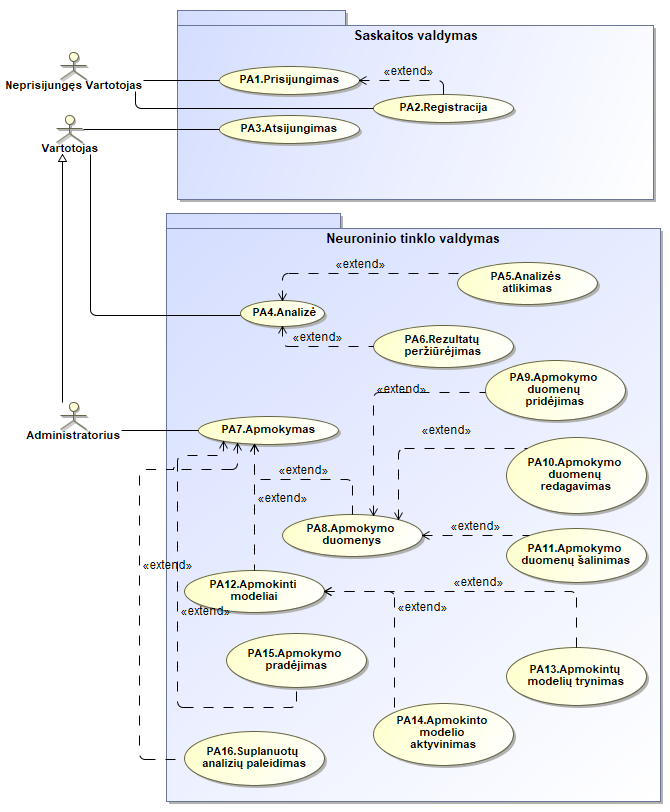 Saskaitos valdymas
Neprisijungęs Vartotojas
PA1.Prisijungimas
«extend»
PA2.Registracija
Vartotojas
PA3.Atsijungimas
Neuroninio tinklo valdymas
«extend»
PA5.Analizės
atlikimas
PA4.Analizė
«extend»
PA6.Rezultatų
peržiūrėjimas
PA9.Apmokymo
duomenų
pridėjimas
«extend»
Administratorius
PA7.Apmokymas
«extend»
PA10.Apmokymo
duomenų
redagavimas
«extend»
«extend»
PA8.Apmokymo
duomenys
«extend»
PA11.Apmokymo
duomenų šalinimas
«extend»
PA12.Apmokinti
modeliai
«extend»
«extend»
«extend»
PA15.Apmokymo
pradėjimas
PA13.Apmokintų
modelių trynimas
PA14.Apmokinto
modelio
aktyvinimas
PA16.Suplanuotų
analizių paleidimas